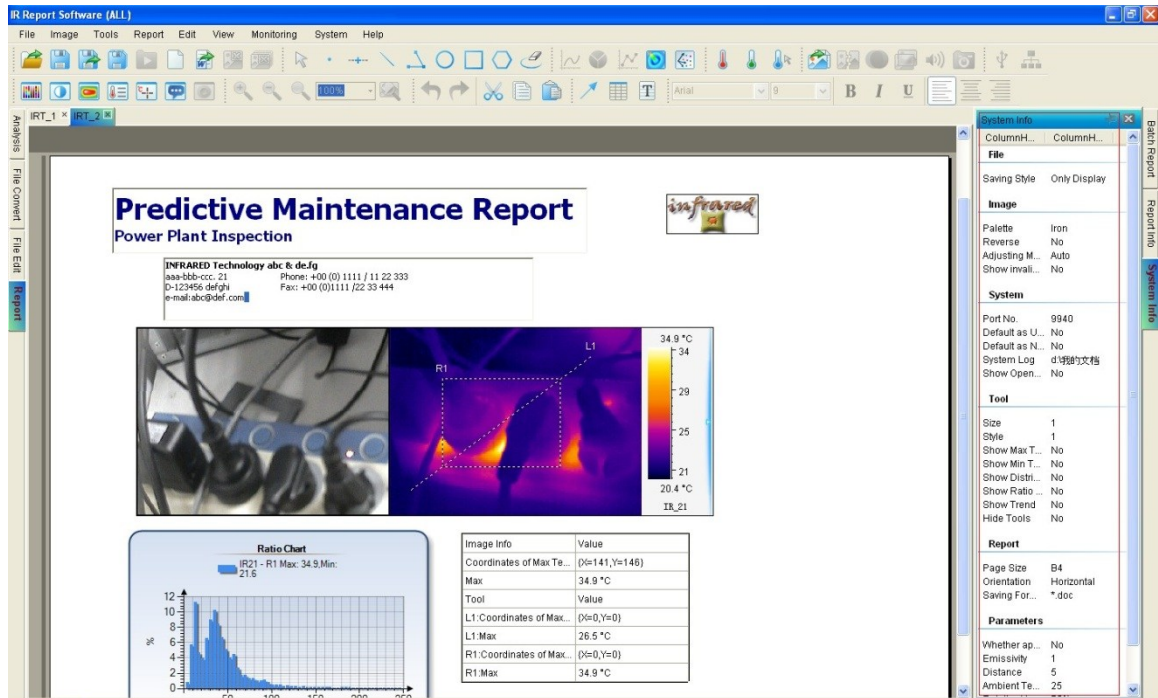 IR Report Software (ALL)
File Image Tools Report Edit View Monitoring System Help
100%
T Arial 9 B I U
IRT_1 IRT_2
Analysis
File Convert
File Edit
Report
Predictive Maintenance Report
Power Plant Inspection
infrared
INFRARED Technology abc & de.fg
aaa-bbb-ccc. 21 Phone: +00 (0) 1111 / 11 22 333
D-123456 defghi Fax: +00 (0)1111 /22 33 444
e-mail:abc@def.com
R1
L1
34.9 °C
34
29
25
21
20.4 °C
IR_21
Ratio Chart
IR21 - R1 Max: 34.9,Min:
21.6
%
12
10
8
6
4
2
0
50 100 150 200 250
Image Info Value
Coordinates of Max Te... (X=141,Y=146)
Max 34.9 °C
Tool Value
L1:Coordinates of Max... (X=0,Y=0)
L1:Max 26.5 °C
R1:Coordinates of Max... (X=0,Y=0)
R1:Max 34.9 °C
System Info
ColumnH... ColumnH...
File
Saving Style Only Display
Image
Palette Iron
Reverse No
Adjusting M... Auto
Show invali... No
System
Port No. 9940
Default as U... No
Default as N... No
System Log d:\我的文档
Show Open... No
Tool
Size 1
Style 1
Show Max T... No
Show Min T... No
Show Distri... No
Show Ratio ... No
Show Trend No
Hide Tools No
Report
Page Size B4
Orientation Horizontal
Saving For... *.doc
Parameters
Whether ap... No
Emissivity 1
Distance 5
Ambient Te... 25
Batch Report
Report Info
System Info